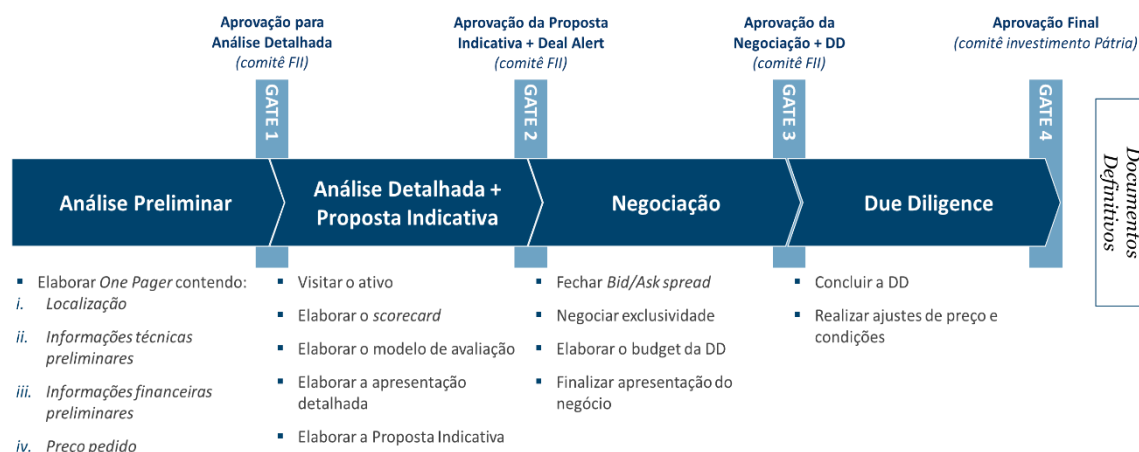 Aprovação para
Análise Detalhada
(comitê FII)
Aprovação da Proposta
Indicativa + Deal Alert
(comitê FII)
Aprovação da
Negociação + DD
(comitê FII)
Aprovação Final
(comitê investimento Pátria)
GATE 1
GATE 2
GATE 3
GATE 4
Análise Preliminar
Análise Detalhada +
Proposta Indicativa
Negociação
Due Diligence
Documentos
Definitivos
▪ Elaborar One Pager contendo:
i. Localização
ii. Informações técnicas
preliminares
iii. Informações financeiras
preliminares
iv. Preço pedido
▪ Visitar o ativo
▪ Elaborar o scorecard
▪ Elaborar o modelo de avaliação
▪ Elaborar a apresentação
detalhada
▪ Elaborar a Proposta Indicativa
▪ Fechar Bid/Ask spread
▪ Negociar exclusividade
▪ Elaborar o budget da DD
▪ Finalizar apresentação do
negócio
▪ Concluir a DD
▪ Realizar ajustes de preço e
condições